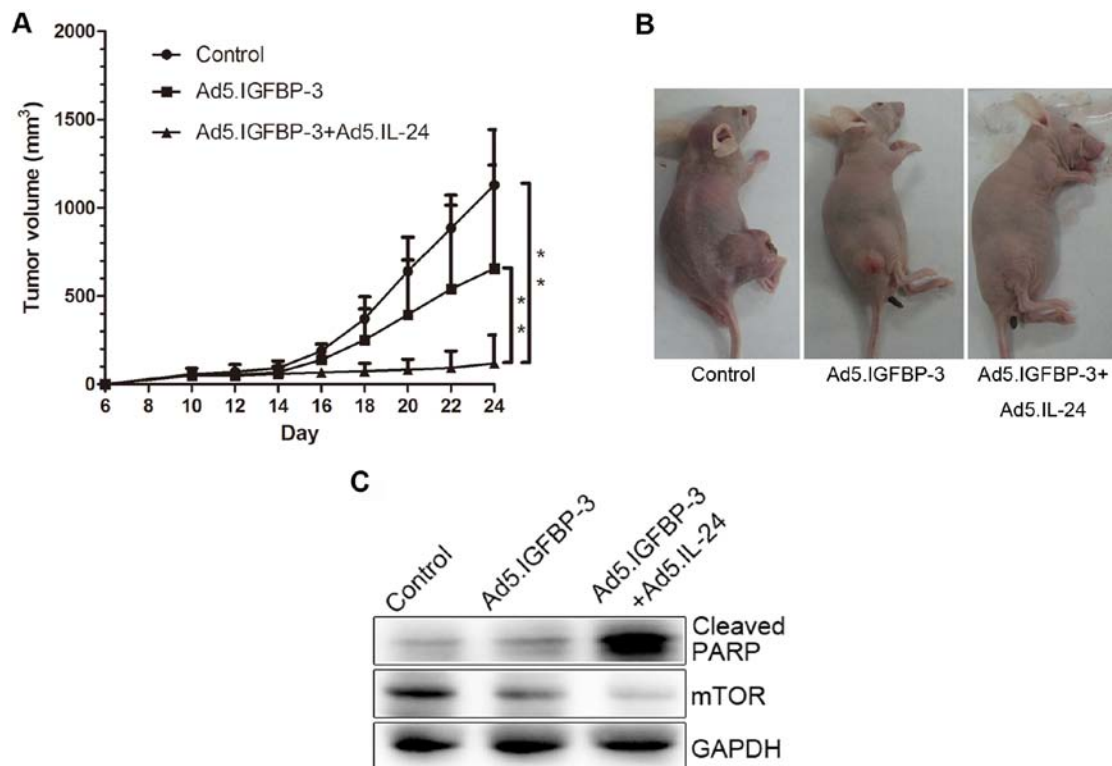 A
Tumor volume (mm³)
2000
1500
1000
500
0
Control
Ad5.IGFBP-3
Ad5.IGFBP-3+Ad5.IL-24
* *
* *
6 8 10 12 14 16 18 20 22 24
Day
B
Control
Ad5.IGFBP-3
Ad5.IGFBP-3+
Ad5.IL-24
C
Control
Ad5.IGFBP-3
Ad5.IGFBP-3
+Ad5.IL-24
Cleaved
PARP
mTOR
GAPDH